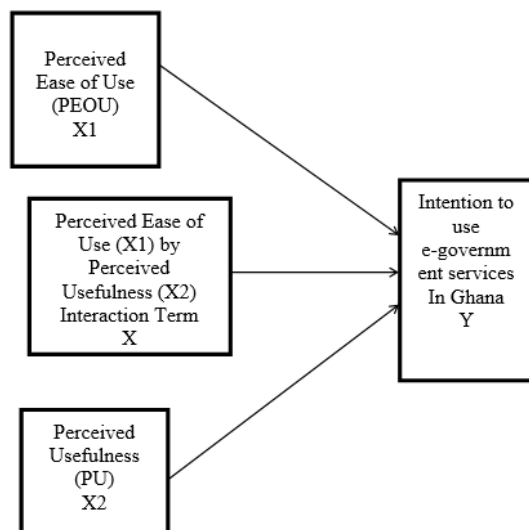 Perceived
Ease of Use
(PEOU)
X1
Perceived Ease of
Use (X1) by
Perceived
Usefulness (X2)
Interaction Term
X
Perceived
Usefulness
(PU)
X2
Intention to
use
e-governm
ent services
In Ghana
Y